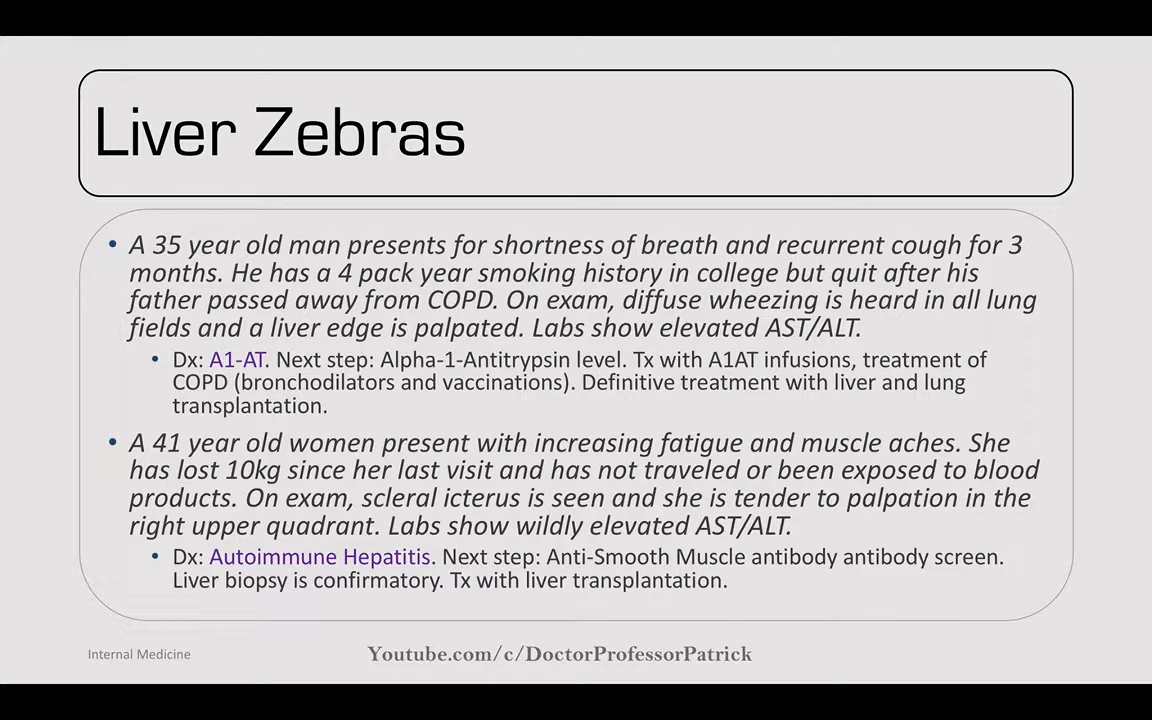 Liver Zebras
• A 35 year old man presents for shortness of breath and recurrent cough for 3
months. He has a 4 pack year smoking history in college but quit after his
father passed away from COPD. On exam, diffuse wheezing is heard in all lung
fields and a liver edge is palpated. Labs show elevated AST/ALT.
• Dx: A1-AT. Next step: Alpha-1-Antitrypsin level. Tx with A1AT infusions, treatment of
COPD (bronchodilators and vaccinations). Definitive treatment with liver and lung
transplantation.
• A 41 year old women present with increasing fatigue and muscle aches. She
has lost 10kg since her last visit and has not traveled or been exposed to blood
products. On exam, scleral icterus is seen and she is tender to palpation in the
right upper quadrant. Labs show wildly elevated AST/ALT.
• Dx: Autoimmune Hepatitis. Next step: Anti-Smooth Muscle antibody antibody screen.
Liver biopsy is confirmatory. Tx with liver transplantation.
Internal Medicine
Youtube.com/c/DoctorProfessorPatrick